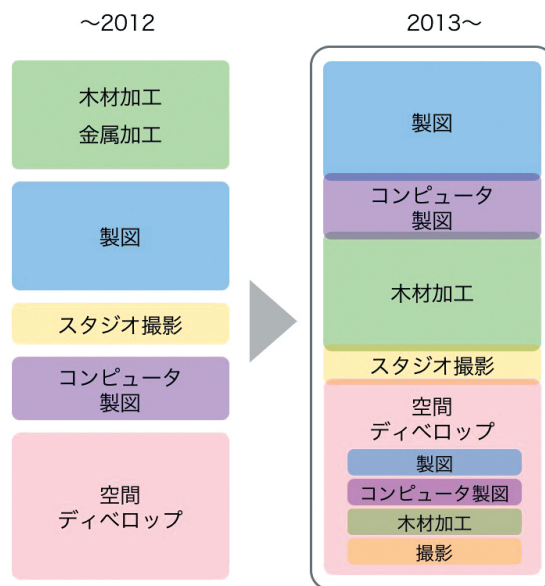 ～2012
木材加工
金属加工
製図
スタジオ撮影
コンピュータ
製図
空間
ディベロップ
2013～
製図
コンピュータ
製図
木材加工
スタジオ撮影
空間
ディベロップ
製図
コンピュータ製図
木材加工
撮影